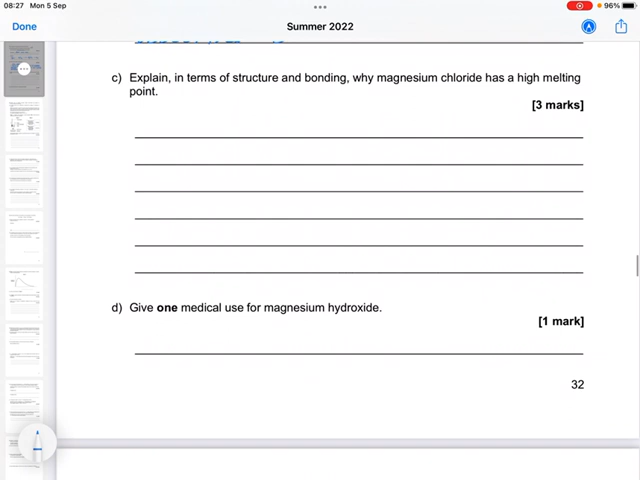 08:27 Mon 5 Sep
96%
Done
Summer 2022
c) Explain, in terms of structure and bonding, why magnesium chloride has a high melting
point.
[3 marks]
d) Give one medical use for magnesium hydroxide.
[1 mark]
32